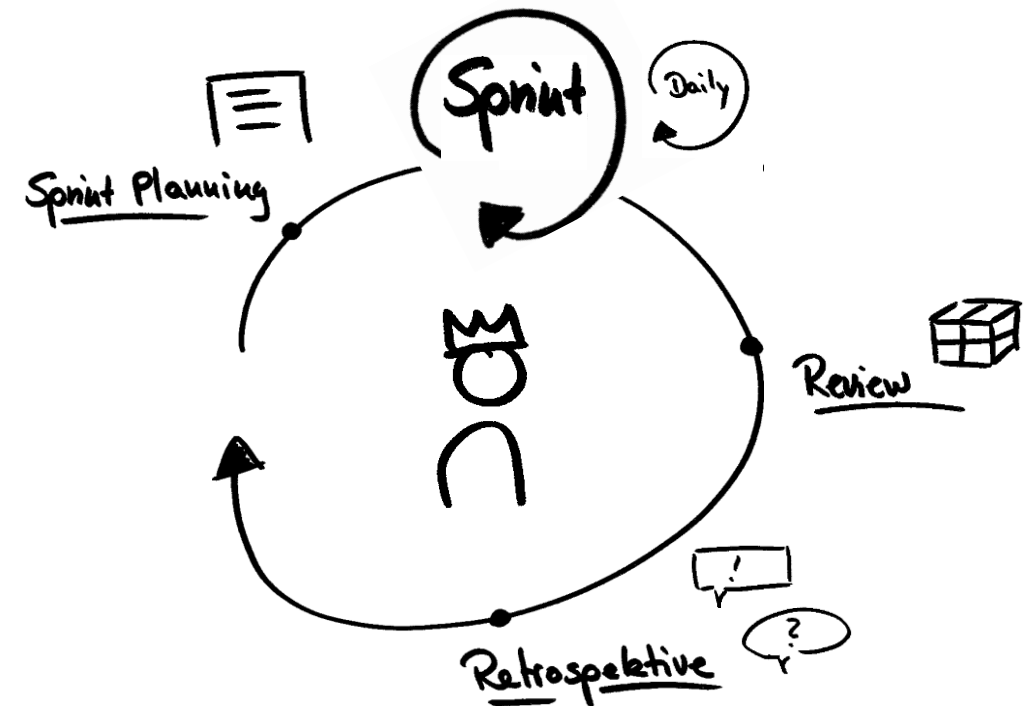 Sprint
Daily
Sprint Planning
Review
!
?
Retrospektive